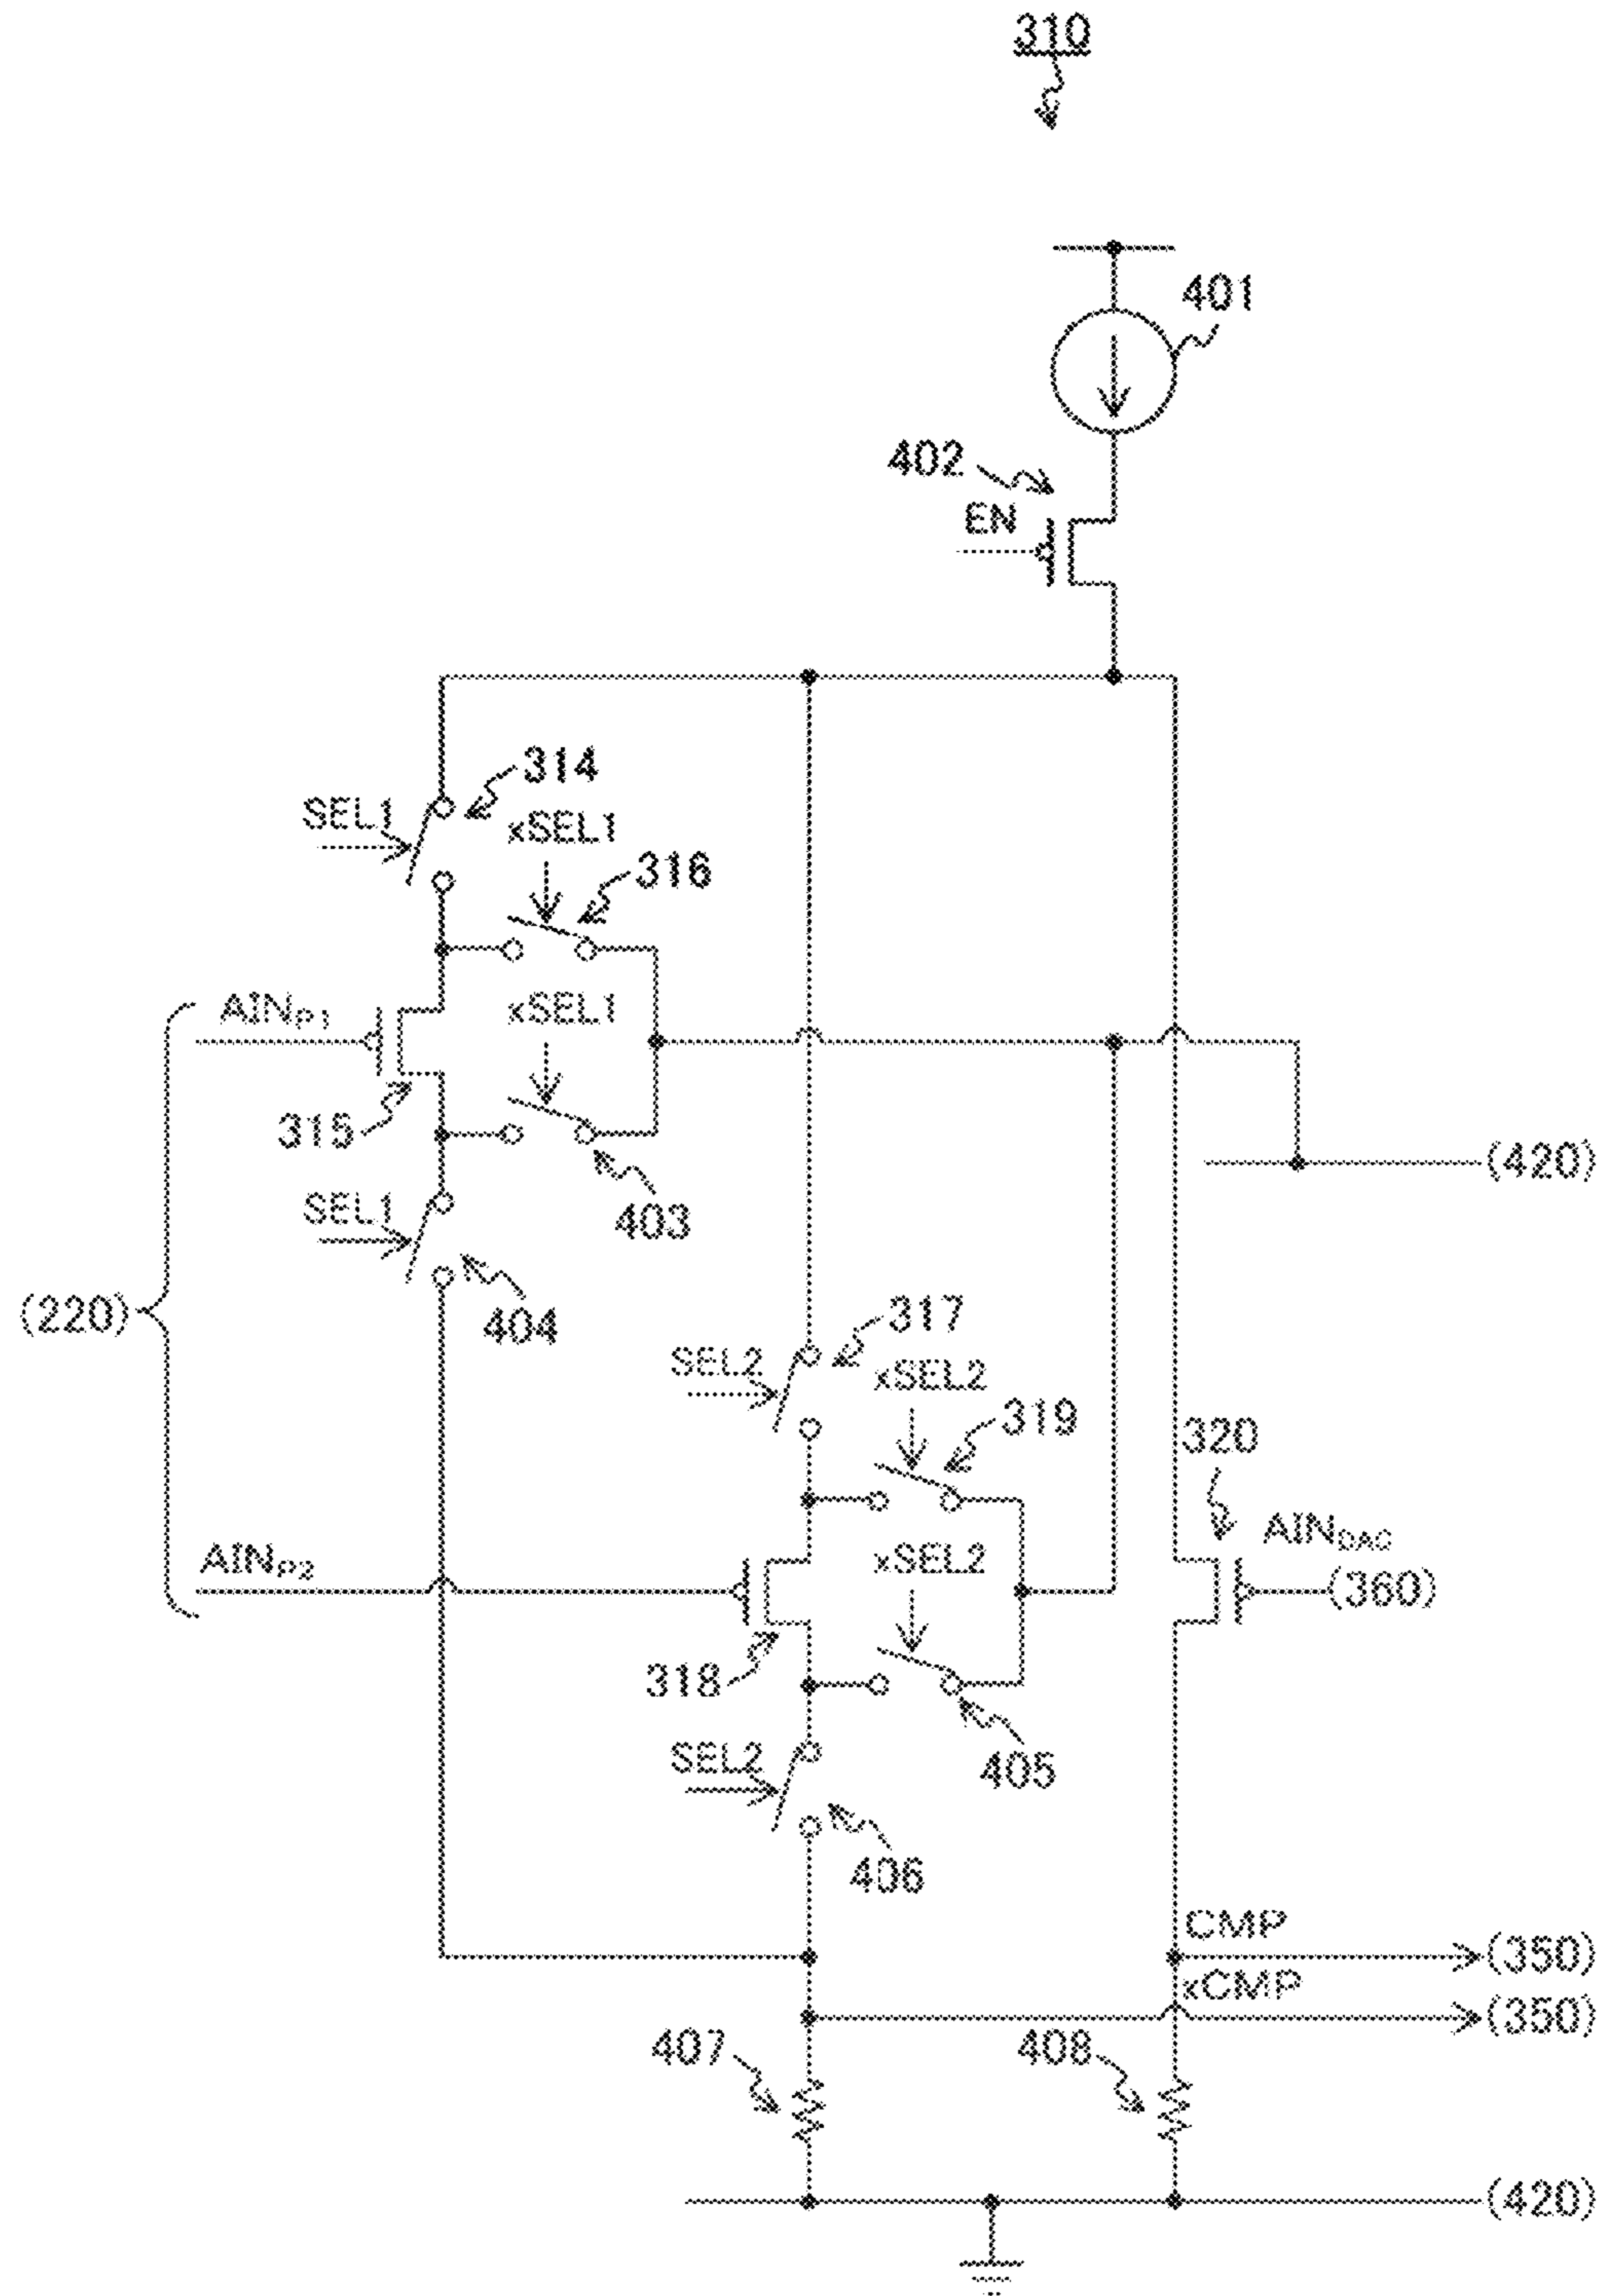 310
401
402
EN
314
SEL1
xSEL1
316
AINP1
xSEL1
315
(420)
SEL1
403
(220)
404
317
SEL2
xSEL2
319
320
AINP2
xSEL2
AINDAC
(360)
318
SEL2
405
406
CMP
(350)
xCMP
(350)
407
408
(420)